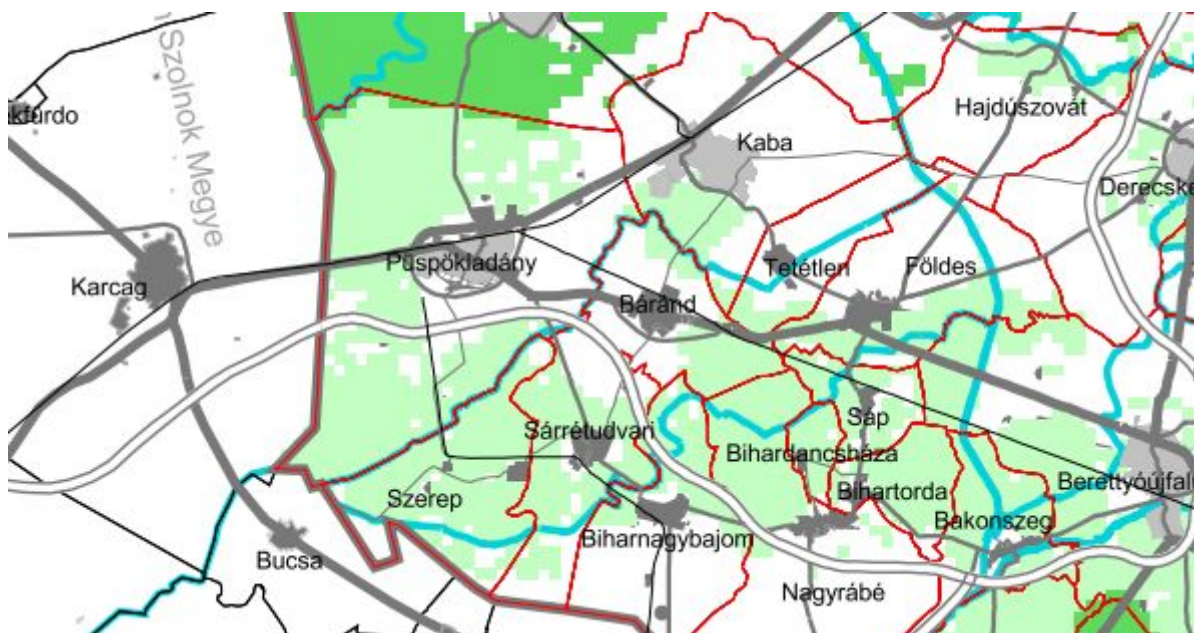 Szolnok Megye
Hajdúszovát
kfürdo
Kaba
Derecske
Püspökladány
Tetétlen
Földes
Karcag
Báránd
Sáp
Sárrétudvari
Bihardancsháza
Berettyóújfalu
Szerep
Bihartorda
Bakonszeg
Biharnagybajom
Bucsa
Nagyrábé